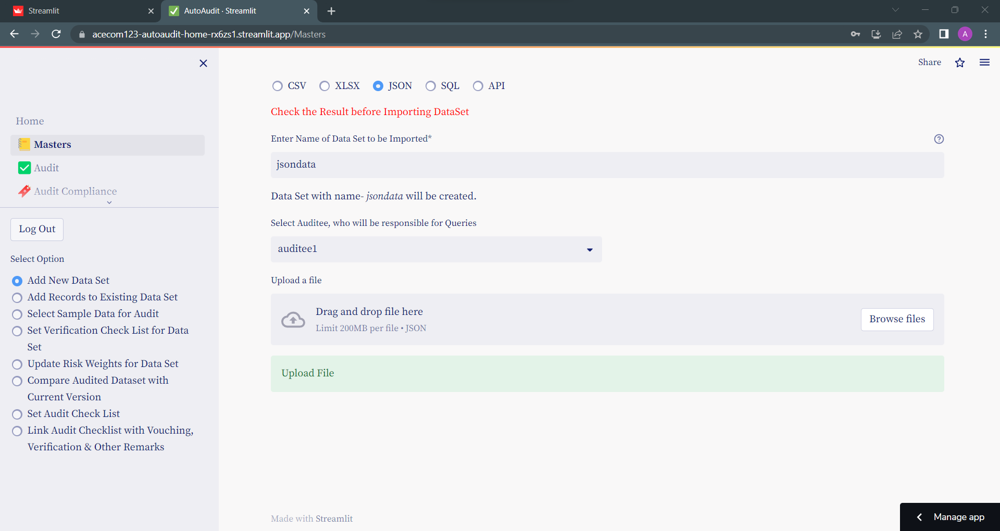 Streamlit
AutoAudit · Streamlit
acecom123-autoaudit-home-rx6zs1.streamlit.app/Masters
A
Share
Home
Masters
Audit
Audit Compliance
Log Out
Select Option
Add New Data Set
Add Records to Existing Data Set
Select Sample Data for Audit
Set Verification Check List for Data
Set
Update Risk Weights for Data Set
Compare Audited Dataset with
Current Version
Set Audit Check List
Link Audit Checklist with Vouching,
Verification & Other Remarks
CSV XLSX JSON SQL API
Check the Result before Importing DataSet
Enter Name of Data Set to be Imported*
jsondata
Data Set with name- jsondata will be created.
Select Auditee, who will be responsible for Queries
auditee1
Upload a file
Drag and drop file here
Limit 200MB per file • JSON
Browse files
Upload File
Made with Streamlit
Manage app